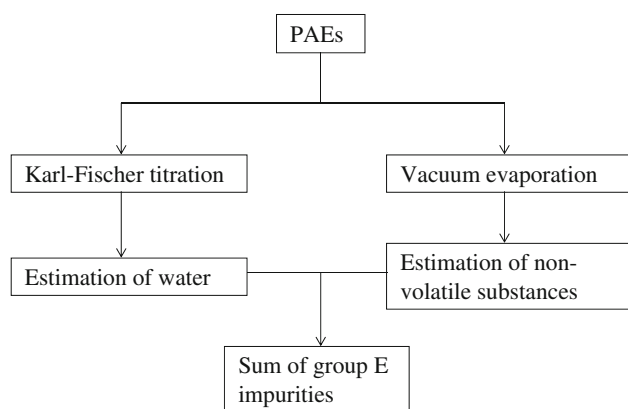 PAEs
Karl-Fischer titration
Vacuum evaporation
Estimation of water
Estimation of non-
volatile substances
Sum of group E
impurities